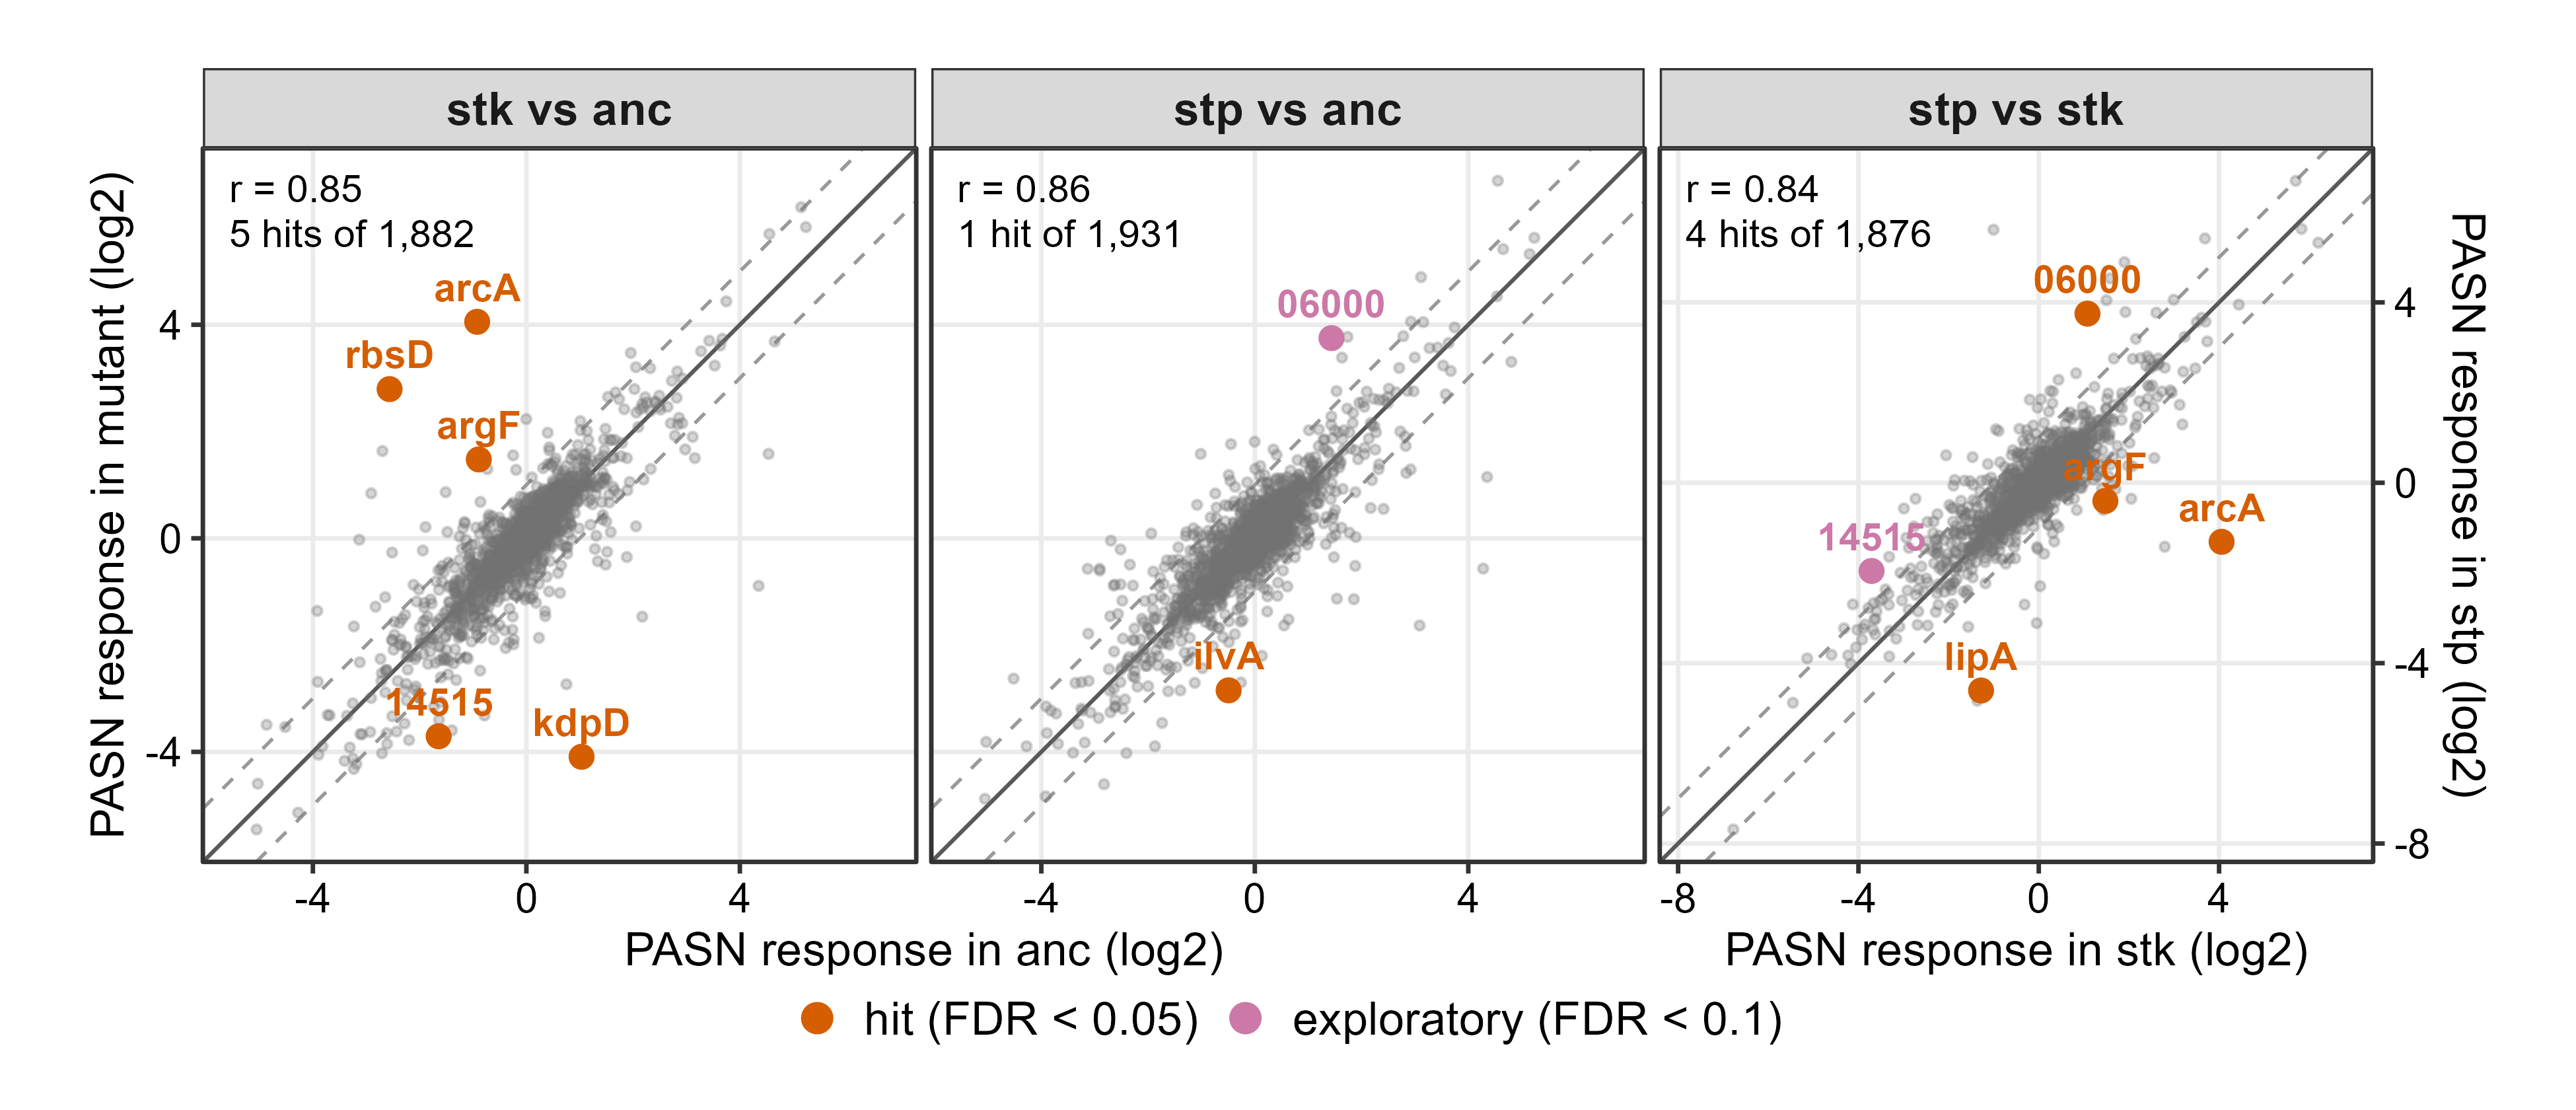 stk vs anc
stp vs anc
stp vs stk
PASN response in mutant (log2)
r = 0.85
5 hits of 1,882
arcA
rbsD
argF
14515
kdpD
4
0
-4
-4
0
4
r = 0.86
1 hit of 1,931
06000
ilvA
-4
0
4
PASN response in anc (log2)
r = 0.84
4 hits of 1,876
06000
argF
arcA
14515
lipA
4
0
-4
-8
-8
-4
0
4
PASN response in stk (log2)
PASN response in stp (log2)
hit (FDR < 0.05)
exploratory (FDR < 0.1)